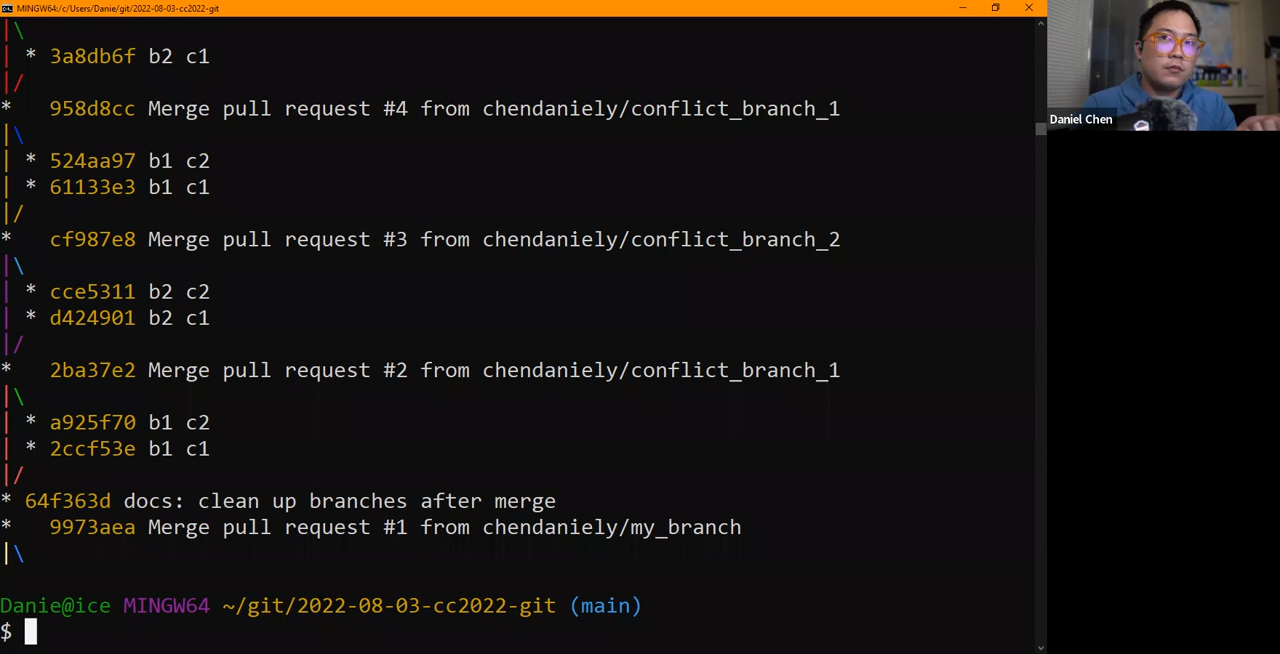 MINGW64:/c/Users/Danie/git/2022-08-03-cc2022-git
|\
| * 3a8db6f b2 c1
|/
*   958d8cc Merge pull request #4 from chendaniely/conflict_branch_1
|\
| * 524aa97 b1 c2
| * 61133e3 b1 c1
|/
*   cf987e8 Merge pull request #3 from chendaniely/conflict_branch_2
|\
| * cce5311 b2 c2
| * d424901 b2 c1
|/
*   2ba37e2 Merge pull request #2 from chendaniely/conflict_branch_1
|\
| * a925f70 b1 c2
| * 2ccf53e b1 c1
|/
* 64f363d docs: clean up branches after merge
*   9973aea Merge pull request #1 from chendaniely/my_branch
|\
Danie@ice MINGW64 ~/git/2022-08-03-cc2022-git (main)
$
Daniel Chen